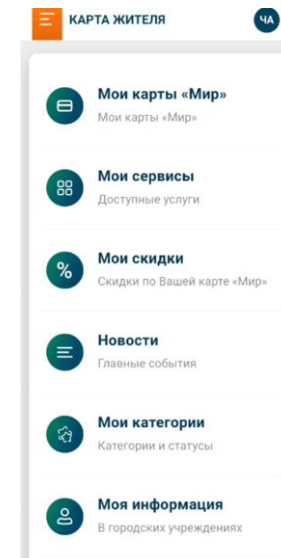 КАРТА ЖИТЕЛЯ
ЧА
Мои карты «Мир»
Мои карты «Мир»
Мои сервисы
Доступные услуги
Мои скидки
Скидки по Вашей карте «Мир»
Новости
Главные события
Мои категории
Категории и статусы
Моя информация
В городских учреждениях